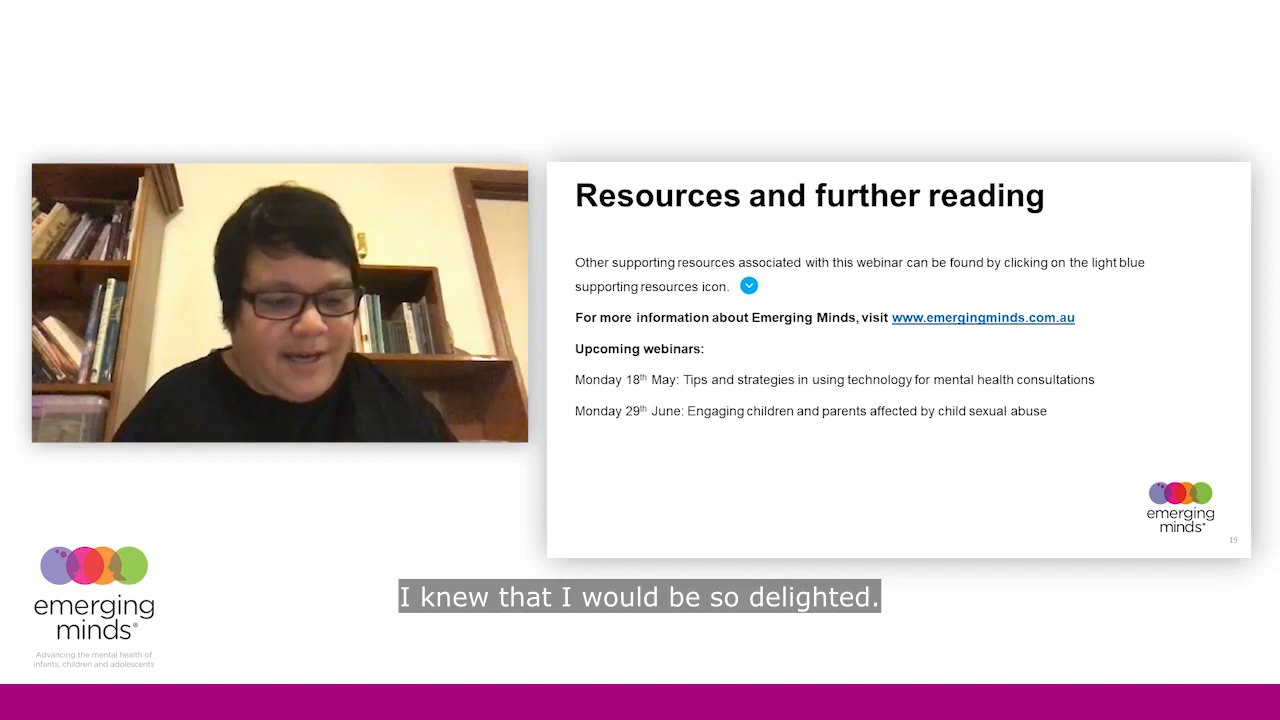 Resources and further reading
Other supporting resources associated with this webinar can be found by clicking on the light blue
supporting resources icon.
For more information about Emerging Minds, visit www.emergingminds.com.au
Upcoming webinars:
Monday 18th May: Tips and strategies in using technology for mental health consultations
Monday 29th June: Engaging children and parents affected by child sexual abuse
emerging
minds®
19
I knew that I would be so delighted.
emerging
minds®
Advancing the mental health of
infants, children and adolescents